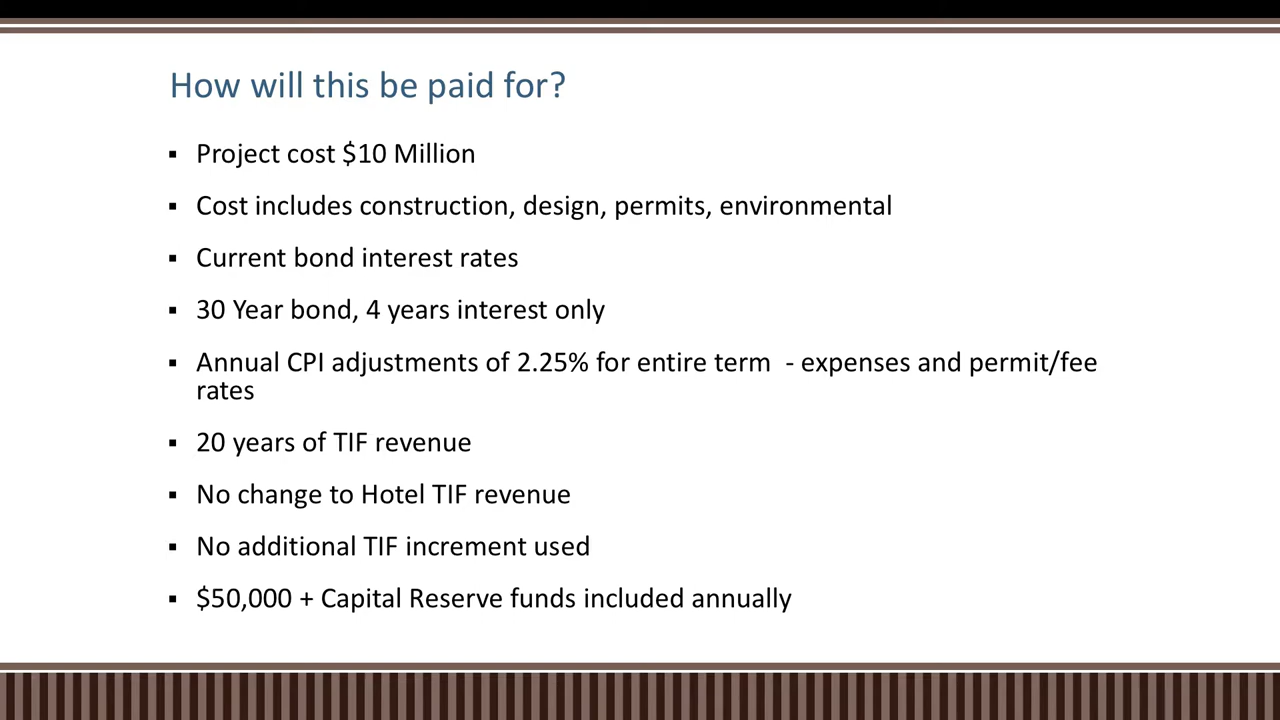 How will this be paid for?
▪ Project cost $10 Million
▪ Cost includes construction, design, permits, environmental
▪ Current bond interest rates
▪ 30 Year bond, 4 years interest only
▪ Annual CPI adjustments of 2.25% for entire term  - expenses and permit/fee
rates
▪ 20 years of TIF revenue
▪ No change to Hotel TIF revenue
▪ No additional TIF increment used
▪ $50,000 + Capital Reserve funds included annually